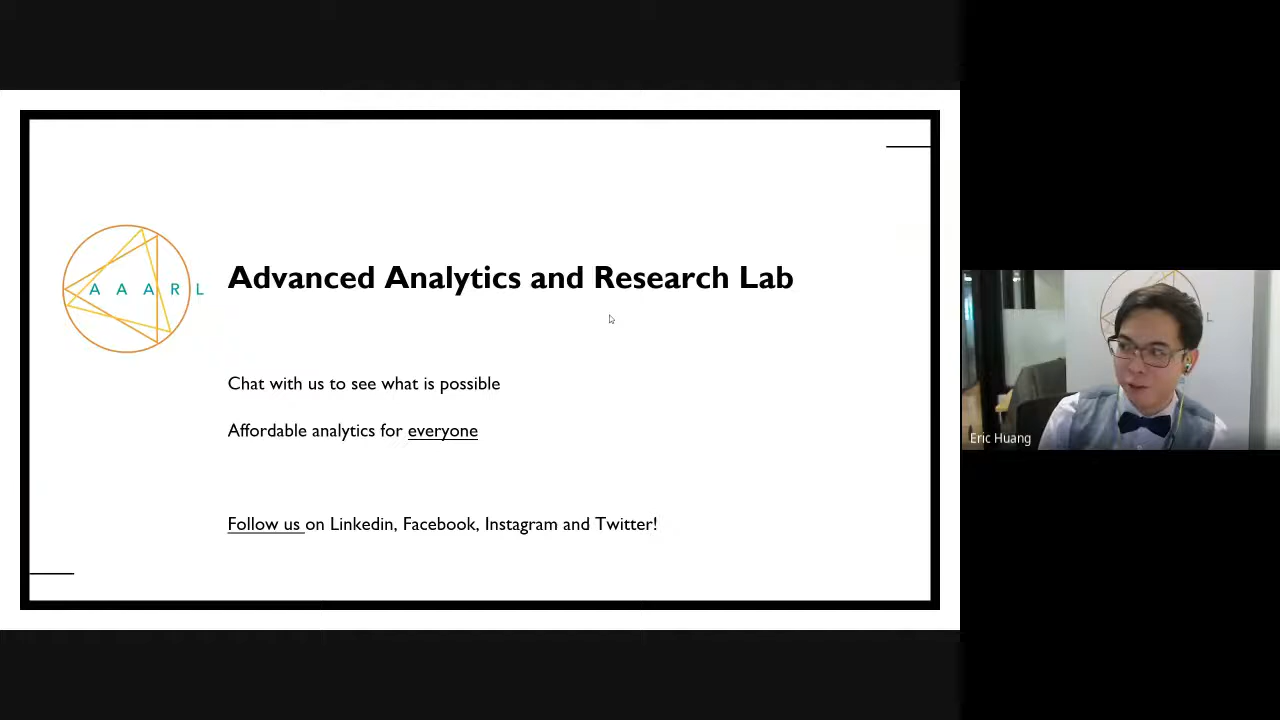 A A A R L
Advanced Analytics and Research Lab
Chat with us to see what is possible
Affordable analytics for everyone
Follow us on Linkedin, Facebook, Instagram and Twitter!
L
Eric Huang